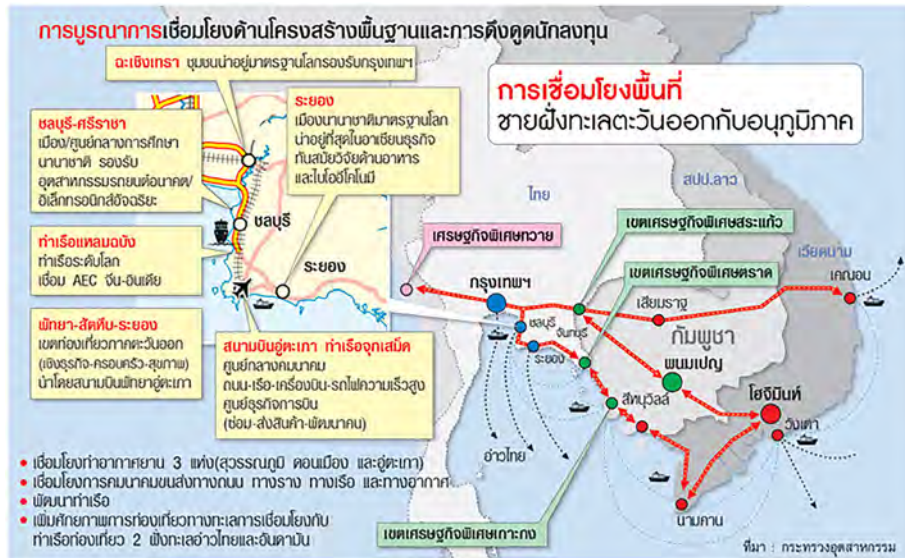 การบูรณาการเชื่อมโยงด้านโครงสร้างพื้นฐานและการดึงดูดนักลงทุน
ฉะเชิงเทรา ชุมชนน่าอยู่มาตรฐานโลกรองรับกรุงเทพฯ
ชลบุรี-ศรีราชา
เมือง/ศูนย์กลางการศึกษา
นานาชาติ รองรับ
อุตสาหกรรมรถยนต์อนาคต/
อิเล็กทรอนิกส์อัจฉริยะ
ระยอง
เมืองนานาชาติมาตรฐานโลก
น่าอยู่ที่สุดในอาเซียนธุรกิจ
ทันสมัยวิจัยด้านอาหาร
และไบโออีโคโนมี
การเชื่อมโยงพื้นที่
ชายฝั่งทะเลตะวันออกกับอนุภูมิภาค
ท่าเรือแหลมฉบัง
ท่าเรือระดับโลก
เชื่อม AEC จีน-อินเดีย
ชลบุรี
ระยอง
พัทยา-สัตหีบ-ระยอง
เขตท่องเที่ยวภาคตะวันออก
(เชิงธุรกิจ-ครอบครัว-สุขภาพ)
นำโดยสนามบินพัทยาอู่ตะเภา
สนามบินอู่ตะเภา ท่าเรือจุกเสม็ด
ศูนย์กลางคมนาคม
ถนน-เรือ-เครื่องบิน-รถไฟความเร็วสูง
ศูนย์ธุรกิจการบิน
(ซ่อม-ส่งสินค้า-พัฒนาคน)
ไทย
สปป.ลาว
เวียดนาม
เศรษฐกิจพิเศษทวาย
เขตเศรษฐกิจพิเศษสระแก้ว
เขตเศรษฐกิจพิเศษตราด
กรุงเทพฯ
เสียมราฐ
เคญอน
ชลบุรี
จันทบุรี
ระยอง
กัมพูชา
พนมเปญ
สีหนุวิลล์
โฮจิมินห์
วังเตา
อ่าวไทย
นามคาน
เขตเศรษฐกิจพิเศษเกาะกง
• เชื่อมโยงท่าอากาศยาน 3 แห่ง(สุวรรณภูมิ ดอนเมือง และอู่ตะเภา)
• เชื่อมโยงการคมนาคมขนส่งทางถนน ทางราง ทางเรือ และทางอากาศ
• พัฒนาท่าเรือ
• เพิ่มศักยภาพการท่องเที่ยวทางทะเลการเชื่อมโยงกับ
ท่าเรือท่องเที่ยว 2 ฝั่งทะเลอ่าวไทยและอันดามัน
ที่มา : กระทรวงอุตสาหกรรม